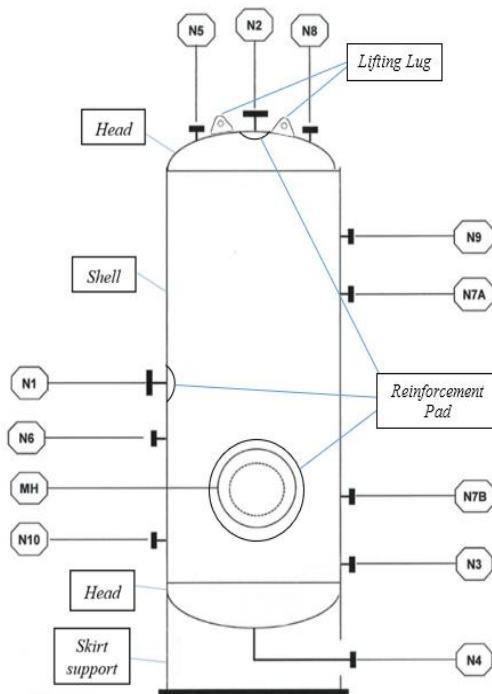 N5
N2
N8
Lifting Lug
Head
N9
Shell
N7A
N1
Reinforcement
Pad
N6
MH
N7B
N10
N3
Head
Skirt
support
N4